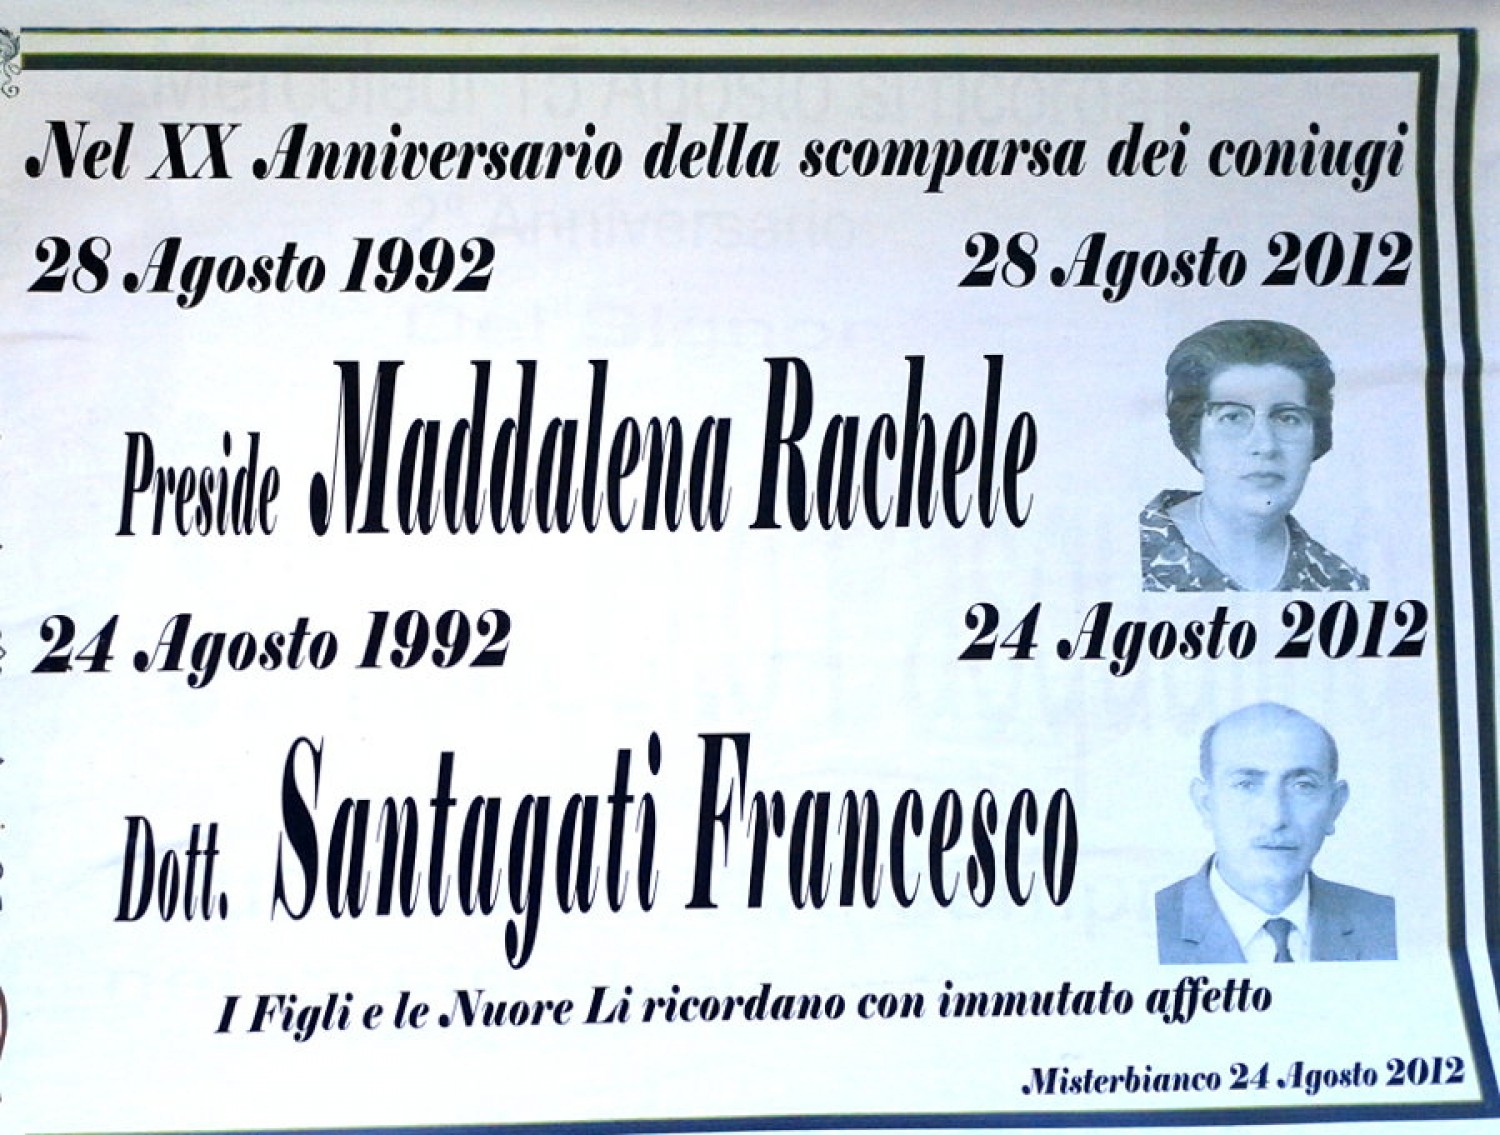 Nel XX Anniversario della scomparsa dei coniugi
28 Agosto 1992 28 Agosto 2012
Preside Maddalena Rachele
24 Agosto 1992 24 Agosto 2012
Dott. Santagati Francesco
I Figli e le Nuore Li ricordano con immutato affetto
Misterbianco 24 Agosto 2012